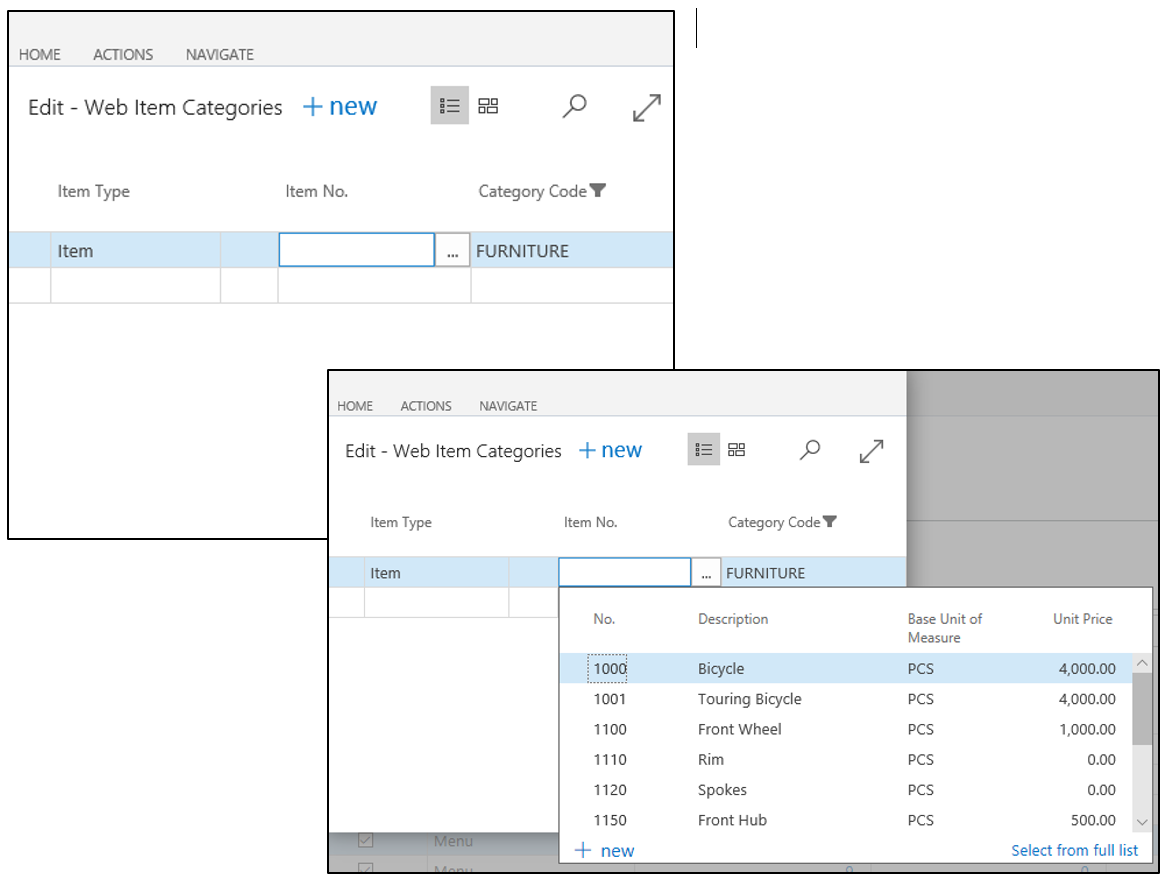 HOME ACTIONS NAVIGATE
Edit - Web Item Categories + new
Item Type Item No. Category Code
Item ... FURNITURE
HOME ACTIONS NAVIGATE
Edit - Web Item Categories + new
Item Type Item No. Category Code
Item ... FURNITURE
No. Description Base Unit of Measure Unit Price
1000 Bicycle PCS 4,000.00
1001 Touring Bicycle PCS 4,000.00
1100 Front Wheel PCS 1,000.00
1110 Rim PCS 0.00
1120 Spokes PCS 0.00
1150 Front Hub PCS 500.00
Menu
+ new Select from full list
Menu